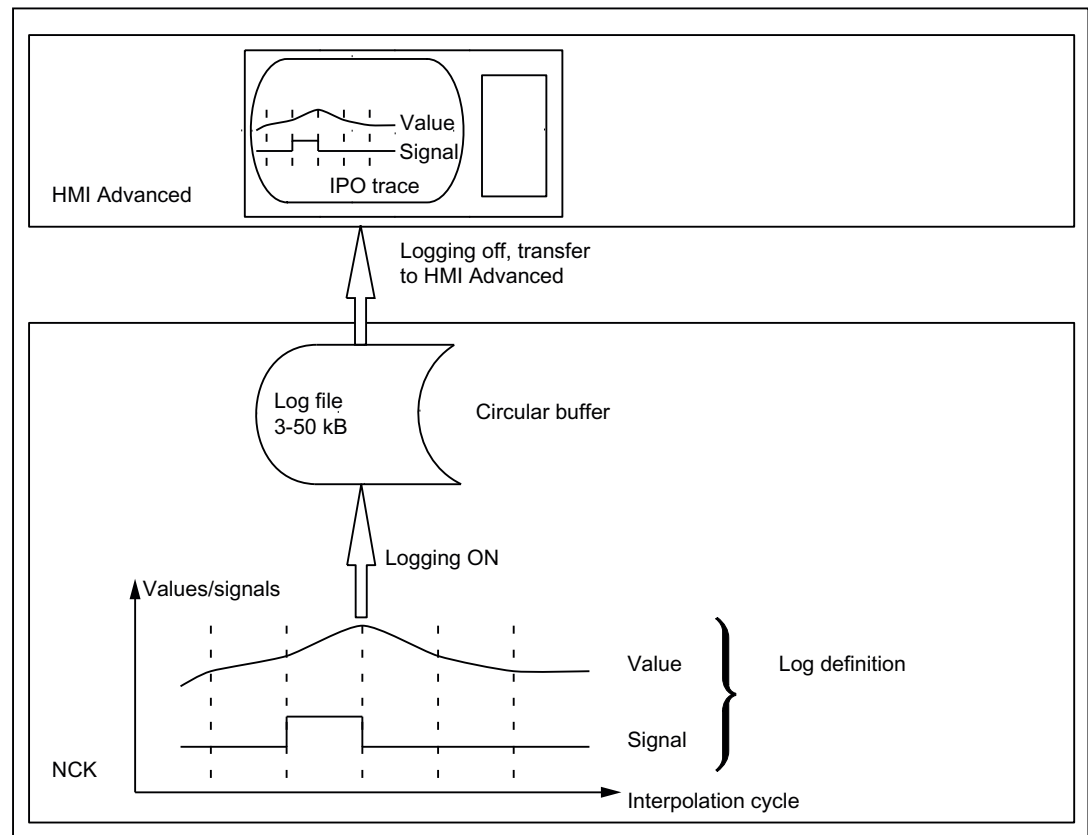 Value
Signal
IPO trace
HMI Advanced
Logging off, transfer
to HMI Advanced
Log file
3-50 kB
Circular buffer
Logging ON
Values/signals
Value
Log definition
Signal
NCK
Interpolation cycle